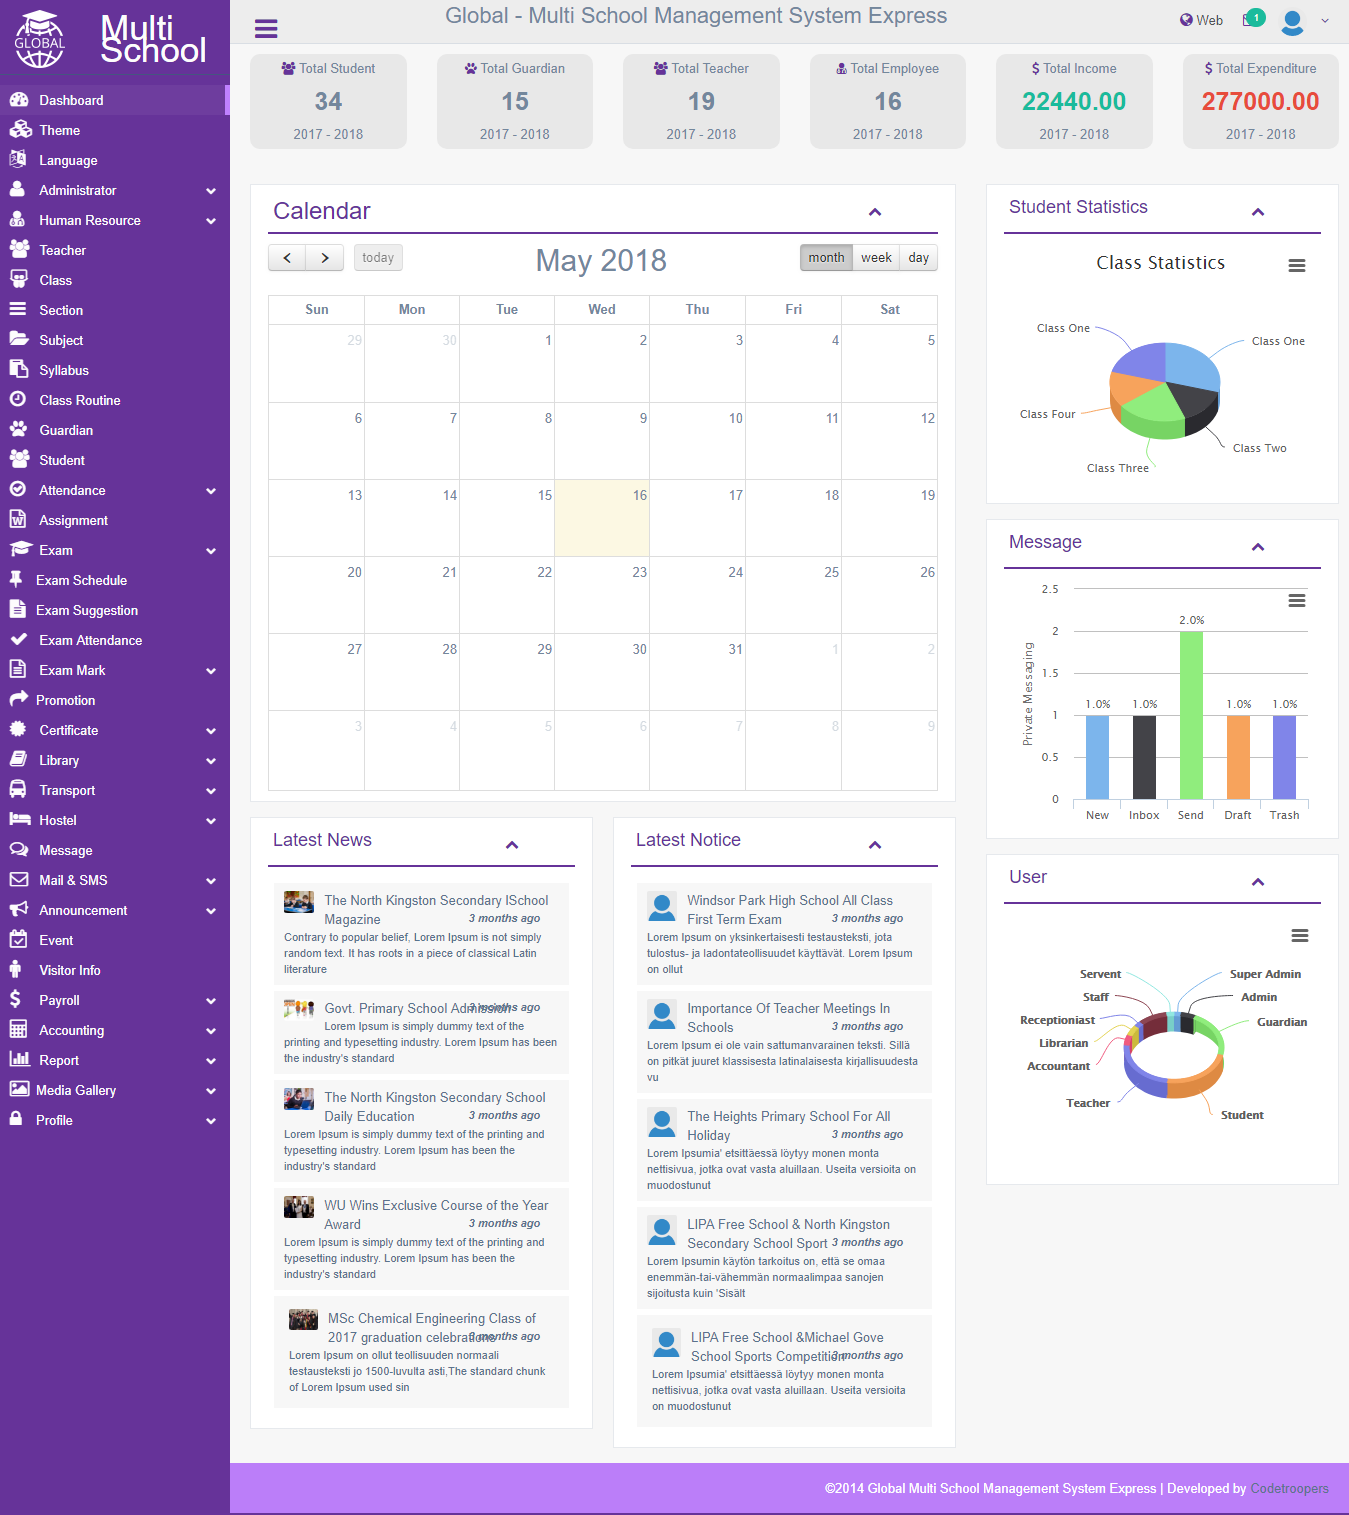 GLOBAL
Multi School
Dashboard
Theme
Language
Administrator
Human Resource
Teacher
Class
Section
Subject
Syllabus
Class Routine
Guardian
Student
Attendance
Assignment
Exam
Exam Schedule
Exam Suggestion
Exam Attendance
Exam Mark
Promotion
Certificate
Library
Transport
Hostel
Message
Mail & SMS
Announcement
Event
Visitor Info
Payroll
Accounting
Report
Media Gallery
Profile
Global - Multi School Management System Express
Web
1
Total Student
34
2017 - 2018
Total Guardian
15
2017 - 2018
Total Teacher
19
2017 - 2018
Total Employee
16
2017 - 2018
$ Total Income
22440.00
2017 - 2018
$ Total Expenditure
277000.00
2017 - 2018
Calendar
today
May 2018
month week day
Sun Mon Tue Wed Thu Fri Sat
29 30 1 2 3 4 5
6 7 8 9 10 11 12
13 14 15 16 17 18 19
20 21 22 23 24 25 26
27 28 29 30 31 1 2
3 4 5 6 7 8 9
Latest News
The North Kingston Secondary ISchool
Magazine 3 months ago
Contrary to popular belief, Lorem Ipsum is not simply
random text. It has roots in a piece of classical Latin
literature
Govt. Primary School Admission 3 months ago
Lorem Ipsum is simply dummy text of the
printing and typesetting industry. Lorem Ipsum has been
the industry's standard
The North Kingston Secondary School
Daily Education 3 months ago
Lorem Ipsum is simply dummy text of the printing and
typesetting industry. Lorem Ipsum has been the
industry's standard
WU Wins Exclusive Course of the Year
Award 3 months ago
Lorem Ipsum is simply dummy text of the printing and
typesetting industry. Lorem Ipsum has been the
industry's standard
MSc Chemical Engineering Class of
2017 graduation celebrations 3 months ago
Lorem Ipsum on ollut teollisuuden normaali
testausteksti jo 1500-luvulta asti,The standard chunk
of Lorem Ipsum used sin
Latest Notice
Windsor Park High School All Class
First Term Exam 3 months ago
Lorem Ipsum on yksinkertaisesti testausteksti, jota
tulostus- ja ladontateollisuudet käyttävät. Lorem Ipsum
on ollut
Importance Of Teacher Meetings In
Schools 3 months ago
Lorem Ipsum ei ole vain sattumanvarainen teksti. Sillä
on pitkät juuret klassisesta latinalaisesta kirjallisuudesta
vu
The Heights Primary School For All
Holiday 3 months ago
Lorem Ipsumia' etsittäessä löytyy monen monta
nettisivua, jotka ovat vasta aluillaan. Useita versioita on
muodostunut
LIPA Free School & North Kingston
Secondary School Sport 3 months ago
Lorem Ipsumin käytön tarkoitus on, että se omaa
enemmän-tai-vähemmän normaalimpaa sanojen
sijoitusta kuin 'Sisält
LIPA Free School &Michael Gove
School Sports Competition 3 months ago
Lorem Ipsumia' etsittäessä löytyy monen monta
nettisivua, jotka ovat vasta aluillaan. Useita versioita
on muodostunut
Student Statistics
Class Statistics
Class One
Class One
Class Four
Class Two
Class Three
Message
Private Messaging
2.5
2
1.5
1
0.5
0
1.0% 1.0% 2.0% 1.0% 1.0%
New Inbox Send Draft Trash
User
Servent
Super Admin
Staff
Admin
Receptioniast
Guardian
Librarian
Accountant
Teacher
Student
©2014 Global Multi School Management System Express | Developed by Codetroopers